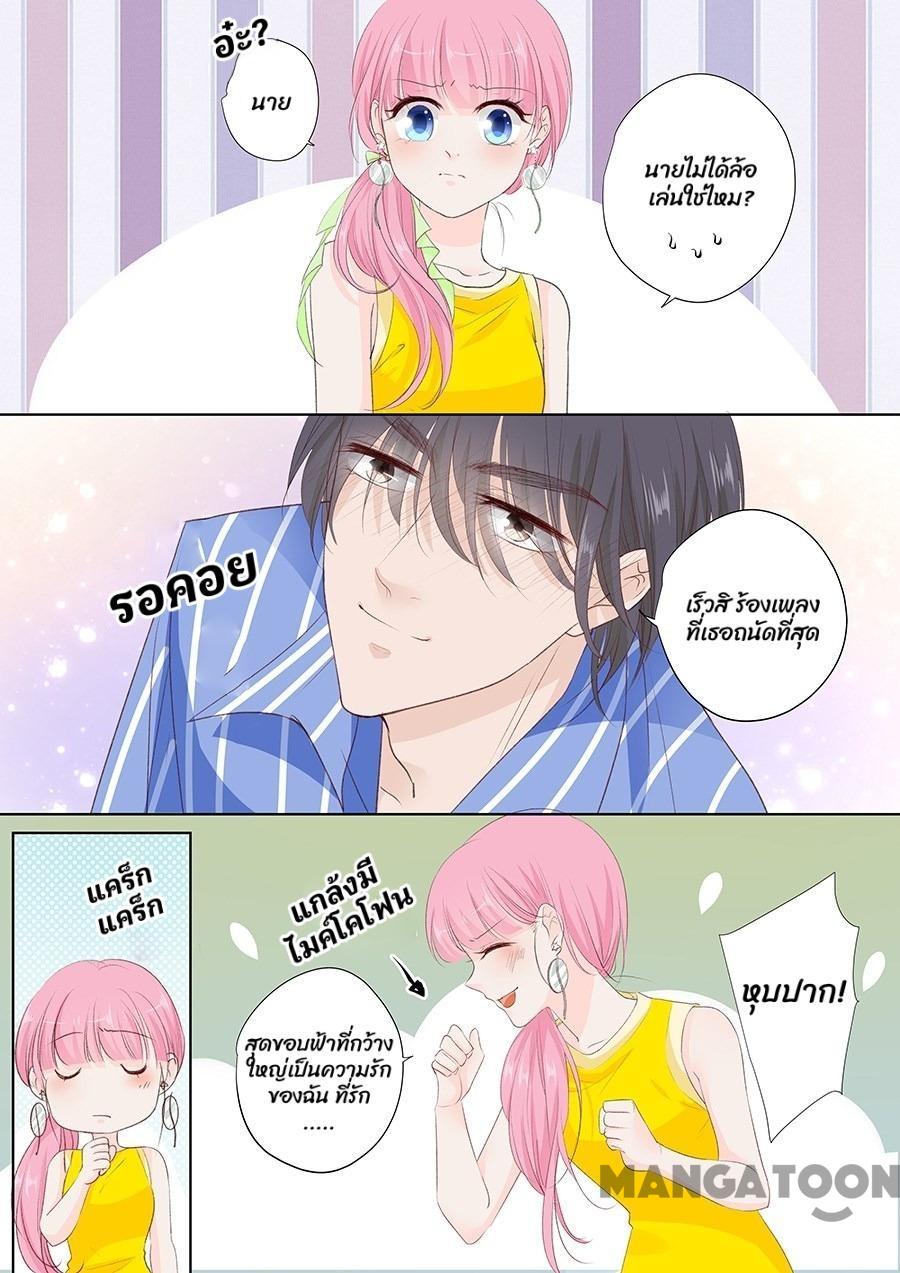 อ๋ะ?
นาย
นายไม่ได้ล้อ
เล่นใช่ไหม?
รอคอย
เร็วสิ ร้องเพลง
ที่เธอถนัดที่สุด
แคร็ก
แคร็ก
แกล้งมี
ไมค์โคโฟน
สุดขอบฟ้าที่กว้าง
ใหญ่เป็นความรัก
ของฉัน ที่รัก
.....
หุบปาก!
MANGATOON